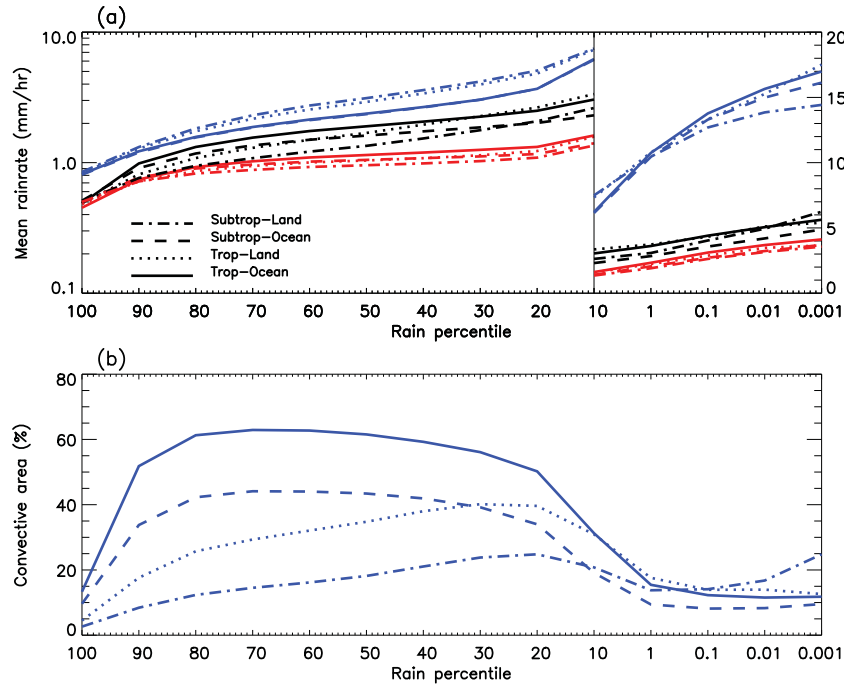 (a)
Mean rainrate (mm/hr)
10.0
1.0
0.1
20
15
10
5
0
Subtrop-Land
Subtrop-Ocean
Trop-Land
Trop-Ocean
100 90 80 70 60 50 40 30 20 10 1 0.1 0.01 0.001
Rain percentile
(b)
Convective area (%)
80
60
40
20
0
100 90 80 70 60 50 40 30 20 10 1 0.1 0.01 0.001
Rain percentile